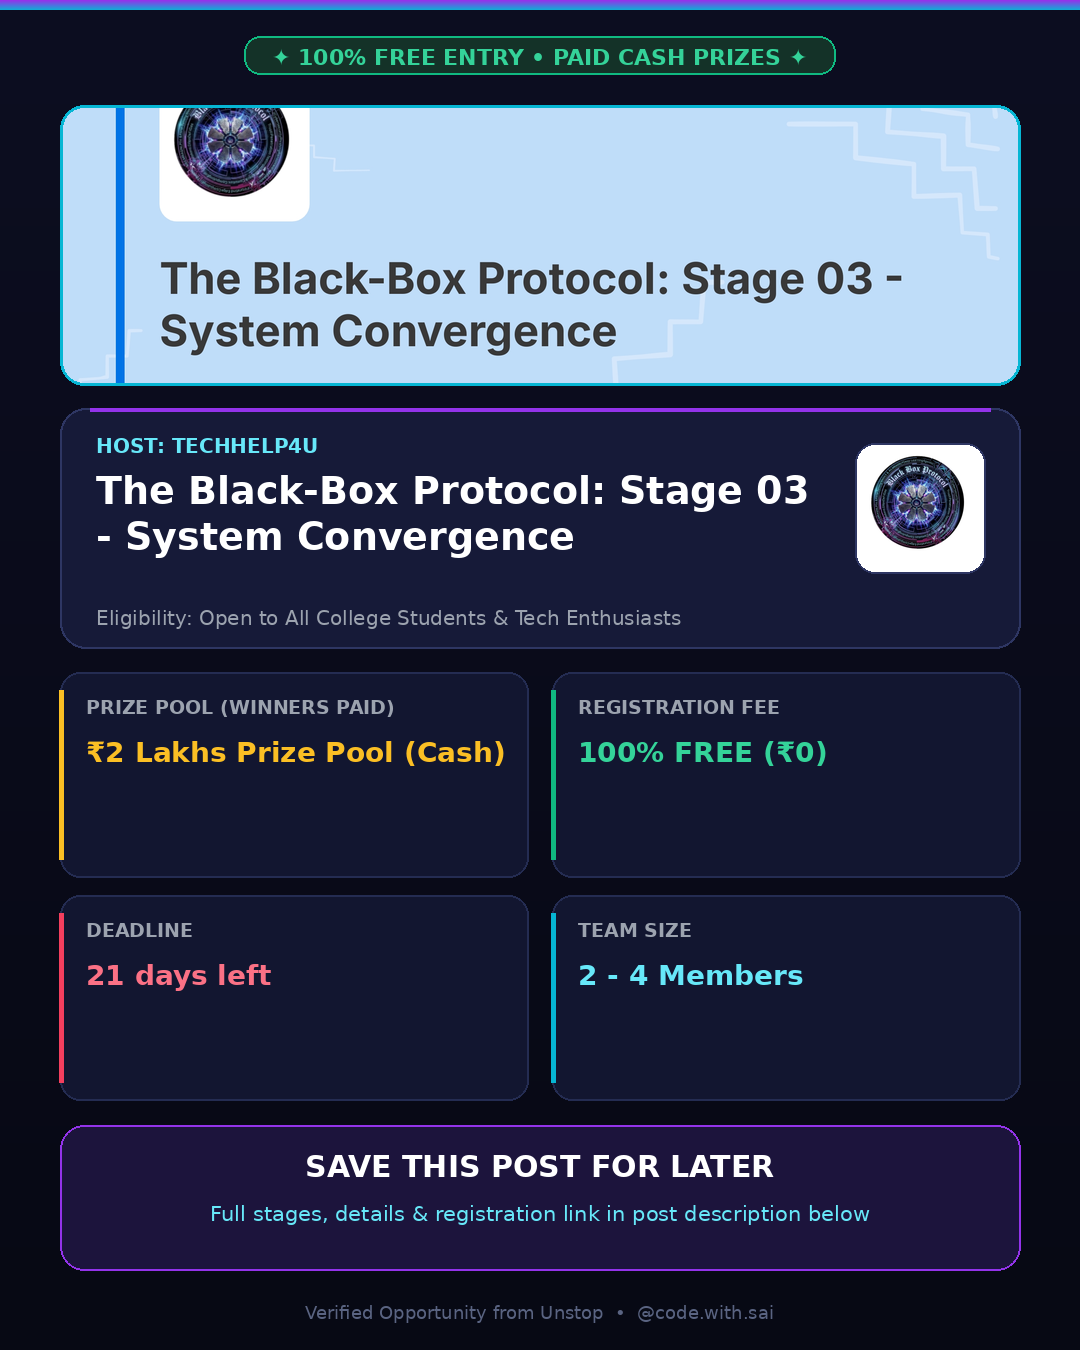 ✦ 100% FREE ENTRY • PAID CASH PRIZES ✦
The Black-Box Protocol: Stage 03 -
System Convergence
HOST: TECHHELP4U
The Black-Box Protocol: Stage 03
- System Convergence
Black Box Protocol
Eligibility: Open to All College Students & Tech Enthusiasts
PRIZE POOL (WINNERS PAID)
₹2 Lakhs Prize Pool (Cash)
REGISTRATION FEE
100% FREE (₹0)
DEADLINE
21 days left
TEAM SIZE
2 - 4 Members
SAVE THIS POST FOR LATER
Full stages, details & registration link in post description below
Verified Opportunity from Unstop • @code.with.sai